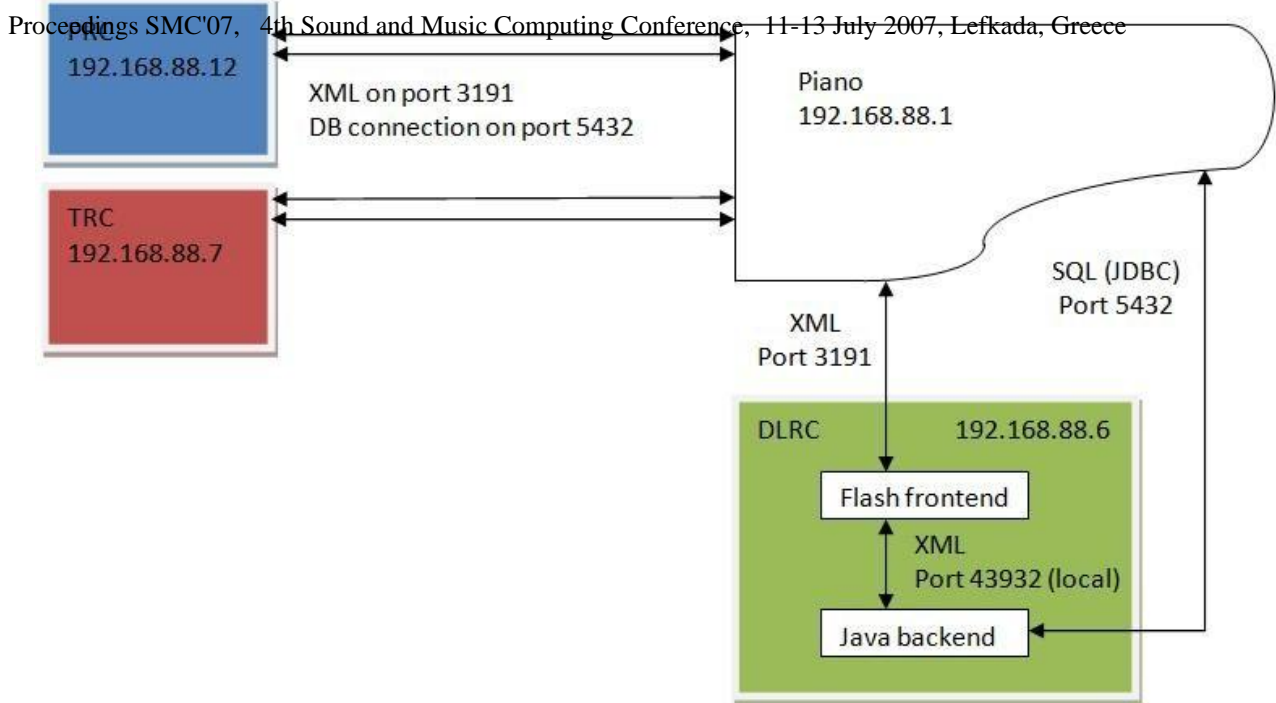 Proceedings SMC'07, 4th Sound and Music Computing Conference, 11-13 July 2007, Lefkada, Greece
PRC
192.168.88.12
XML on port 3191
DB connection on port 5432
Piano
192.168.88.1
TRC
192.168.88.7
SQL (JDBC)
Port 5432
XML
Port 3191
DLRC 192.168.88.6
Flash frontend
XML
Port 43932 (local)
Java backend